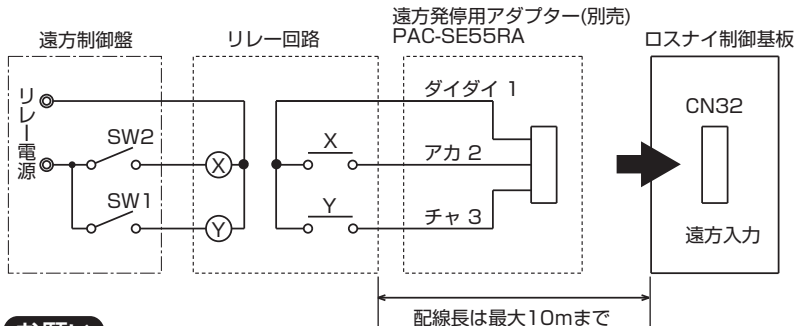 遠方制御盤
リレー回路
遠方発停用アダプター(別売)
PAC-SE55RA
ロスナイ制御基板
リレー電源
SW2
SW1
X
Y
X
Y
ダイダイ 1
アカ 2
チャ 3
CN32
遠方入力
配線長は最大10mまで
お願い